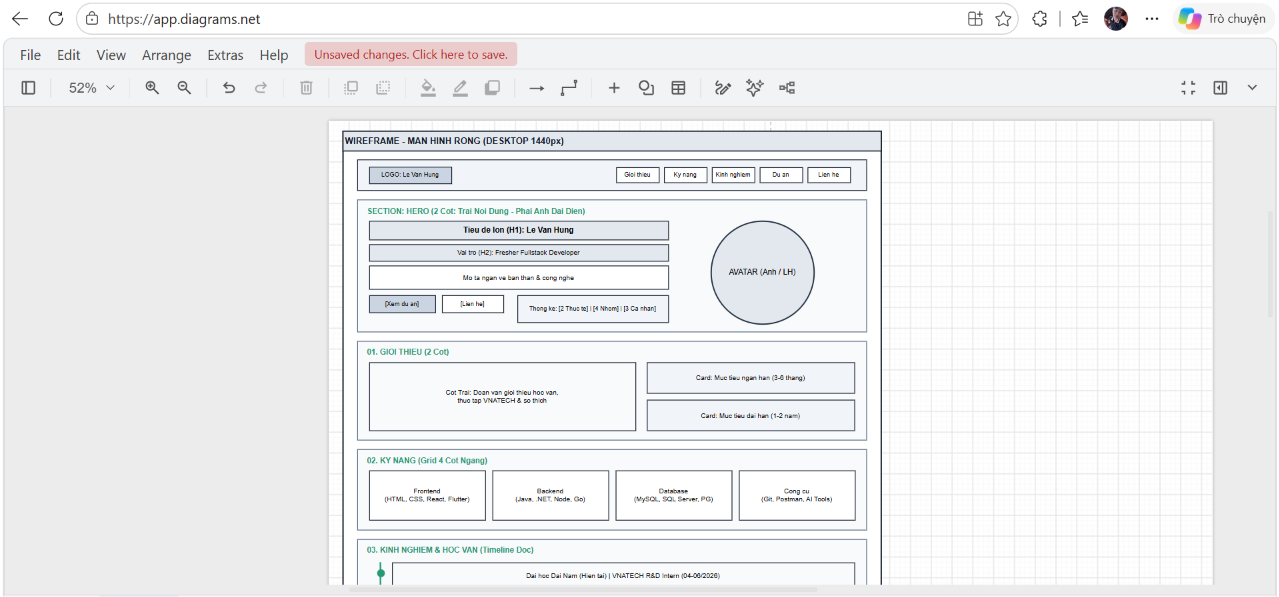 https://app.diagrams.net
Trò chuyện
File Edit View Arrange Extras Help Unsaved changes. Click here to save.
52%
WIREFRAME - MAN HINH RONG (DESKTOP 1440px)
LOGO: Le Van Hung Gioi thieu Ky nang Kinh nghiem Du an Lien he
SECTION: HERO (2 Cot: Trai Noi Dung - Phai Anh Dai Dien)
Tieu de lon (H1): Le Van Hung
Vai tro (H2): Fresher Fullstack Developer
Mo ta ngan ve ban than & cong nghe
[Xem du an] [Lien he] Thong ke: [2 Thuc te] | [4 Nhom] | [3 Ca nhan]
AVATAR (Anh / LH)
01. GIOI THIEU (2 Cot)
Cot Trai: Doan van gioi thieu hoc van,
thuc tap VNATECH & so thich
Card: Muc tieu ngan han (3-6 thang)
Card: Muc tieu dai han (1-2 nam)
02. KY NANG (Grid 4 Cot Ngang)
Frontend
(HTML, CSS, React, Flutter)
Backend
(Java, .NET, Node, Go)
Database
(MySQL, SQL Server, PG)
Cong cu
(Git, Postman, AI Tools)
03. KINH NGHIEM & HOC VAN (Timeline Doc)
Dai hoc Dai Nam (Hien tai) | VNATECH R&D Intern (04-06/2026)